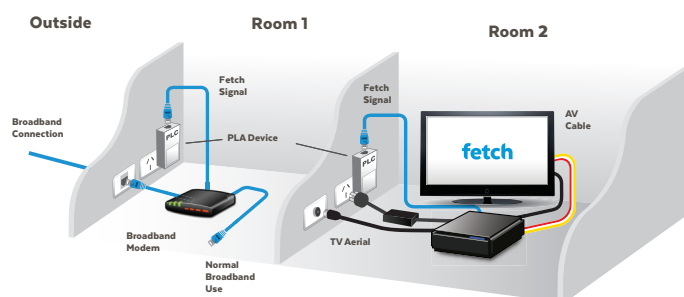 Outside
Room 1
Room 2
Fetch
Signal
Fetch
Signal
Broadband
Connection
PLC
PLA Device
PLC
AV
Cable
fetch
Broadband
Modem
TV Aerial
Normal
Broadband
Use